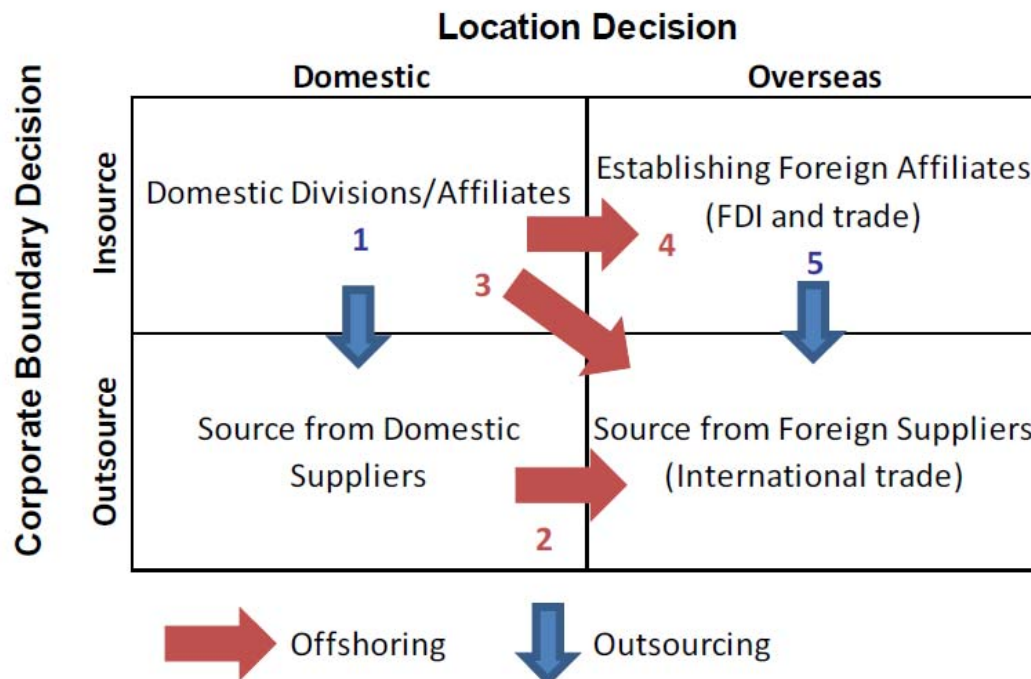 Location Decision
Domestic
Overseas
Corporate Boundary Decision
Insource
Domestic Divisions/Affiliates
1
Establishing Foreign Affiliates
(FDI and trade)
4
5
3
Outsource
Source from Domestic
Suppliers
2
Source from Foreign Suppliers
(International trade)
Offshoring
Outsourcing